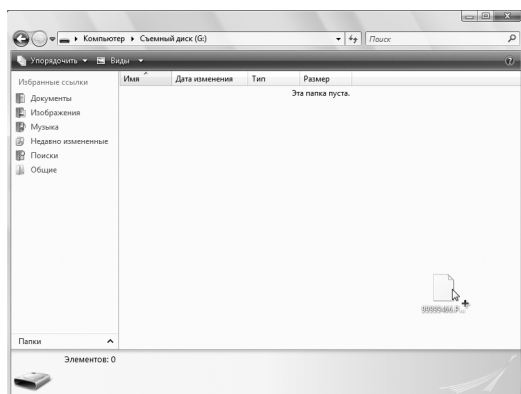 Компьютер ▸ Съемный диск (G:)
Поиск
Упорядочить Виды
Избранные ссылки
Документы
Изображения
Музыка
Недавно измененные
Поиски
Общие
Папки
Имя Дата изменения Тип Размер
Эта папка пуста.
99999466.P...
Элементов: 0